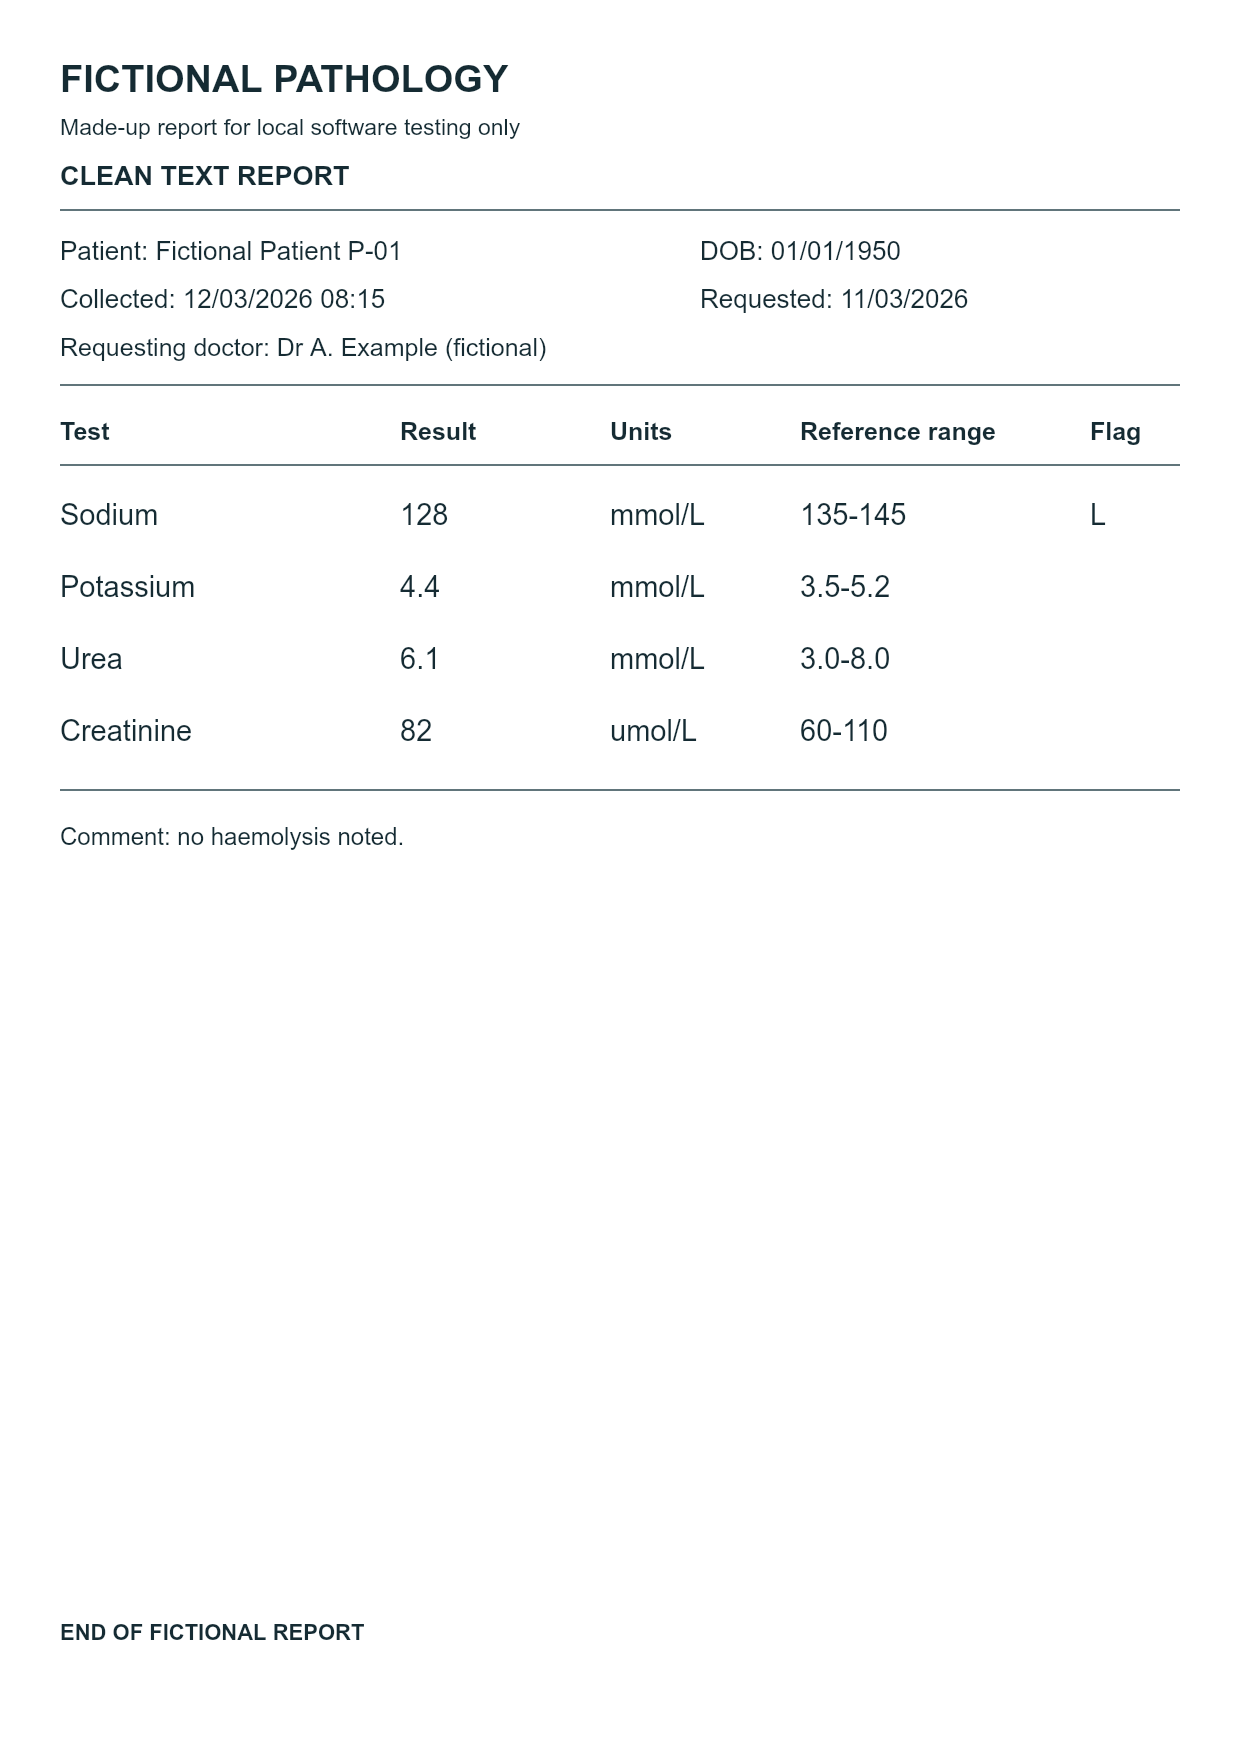 FICTIONAL PATHOLOGY
Made-up report for local software testing only
CLEAN TEXT REPORT
Patient: Fictional Patient P-01 DOB: 01/01/1950
Collected: 12/03/2026 08:15 Requested: 11/03/2026
Requesting doctor: Dr A. Example (fictional)
Test Result Units Reference range Flag
Sodium 128 mmol/L 135-145 L
Potassium 4.4 mmol/L 3.5-5.2
Urea 6.1 mmol/L 3.0-8.0
Creatinine 82 umol/L 60-110
Comment: no haemolysis noted.
END OF FICTIONAL REPORT